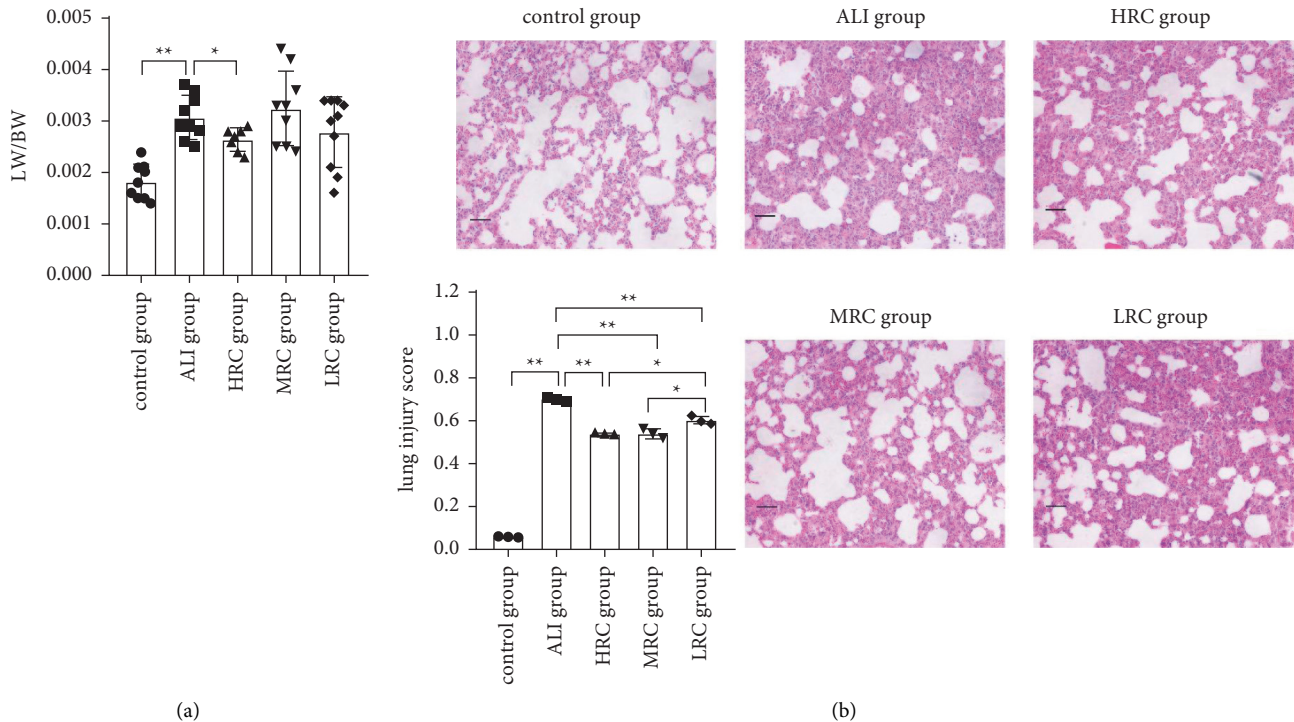 0.005
0.004
0.003
0.002
0.001
0.000
LW/BW
**
*
control group
ALI group
HRC group
MRC group
LRC group
(a)
control group
ALI group
HRC group
MRC group
LRC group
1.2
1.0
0.8
0.6
0.4
0.2
0.0
lung injury score
**
**
**
**
*
*
control group
ALI group
HRC group
MRC group
LRC group
(b)